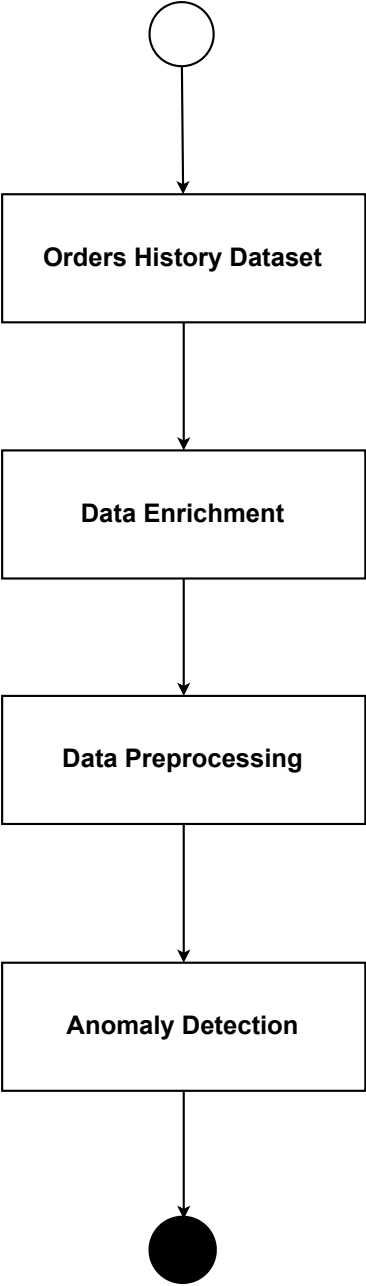 Orders History Dataset
Data Enrichment
Data Preprocessing
Anomaly Detection